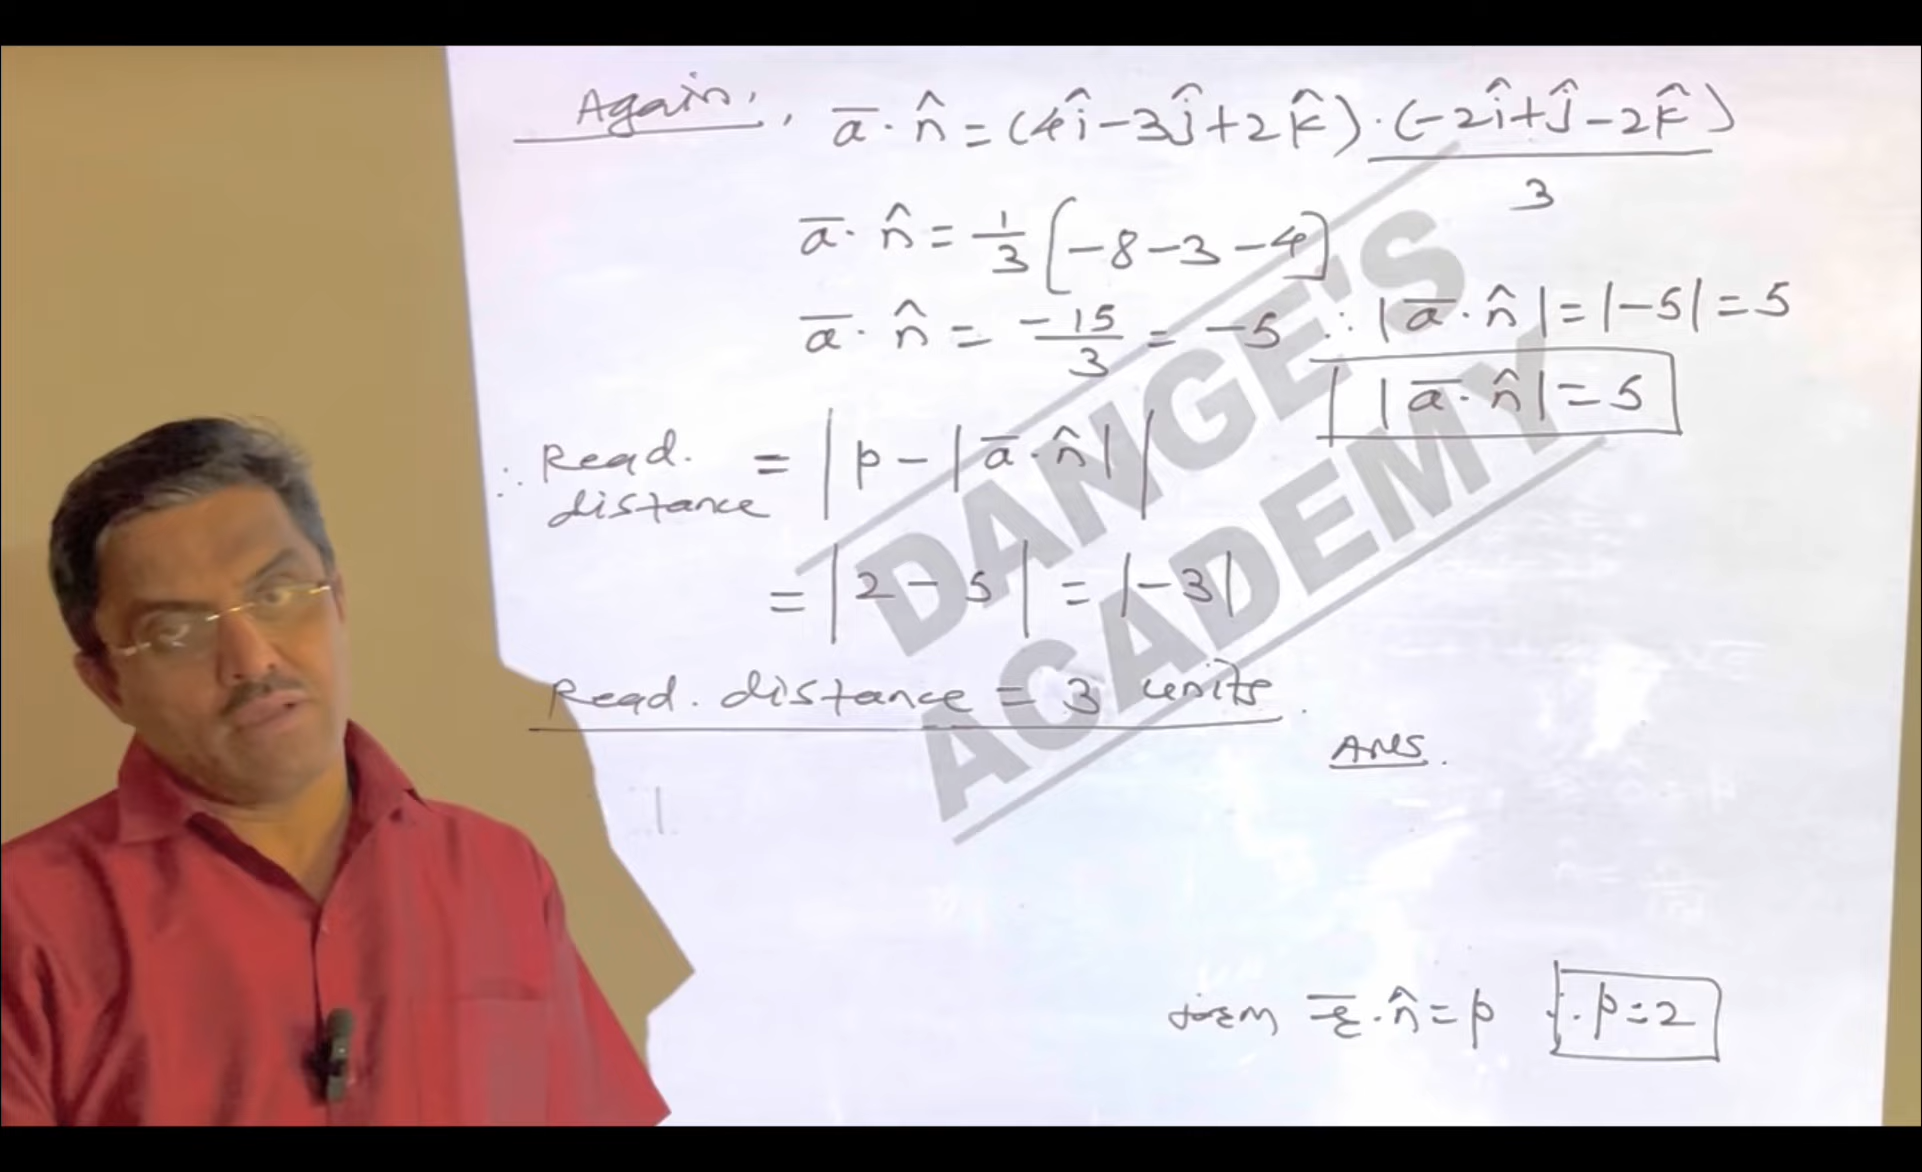 Again, , a̅ · n̂ = (4î-3ĵ+2k̂) · (-2î+ĵ-2k̂)/3
a̅ · n̂ = 1/3 [-8-3-4]
a̅ · n̂ = -15/3 = -5 ∴ |a̅ · n̂| = |-5| = 5
|a̅ · n̂| = 5
∴ Reqd. distance = |p - |a̅ · n̂||
= |2 - 5| = |-3|
Reqd. distance = 3 units.
Ans.
form r̅ · n̂ = p ∴ p = 2
DANGE'S
ACADEMY